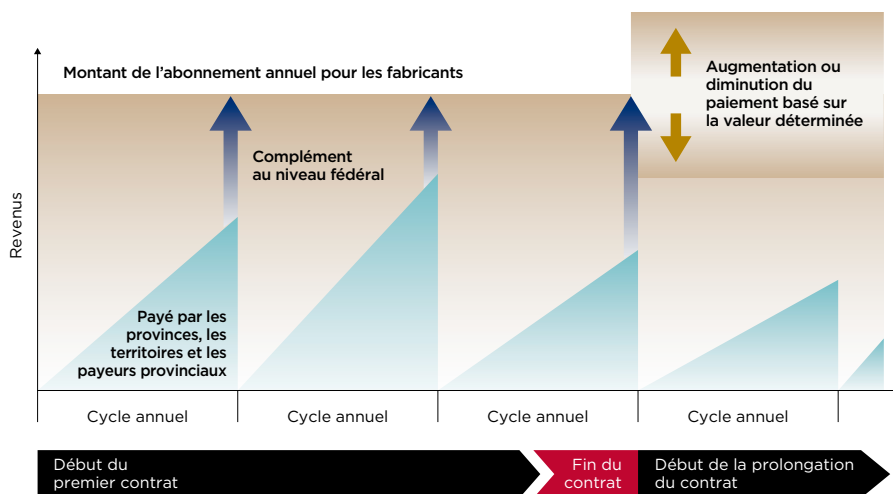 Montant de l’abonnement annuel pour les fabricants
Augmentation ou
diminution du
paiement basé sur
la valeur déterminée
Complément
au niveau fédéral
Revenus
Payé par les
provinces, les
territoires et les
payeurs provinciaux
Cycle annuel
Cycle annuel
Cycle annuel
Cycle annuel
Début du
premier contrat
Fin du
contrat
Début de la prolongation
du contrat